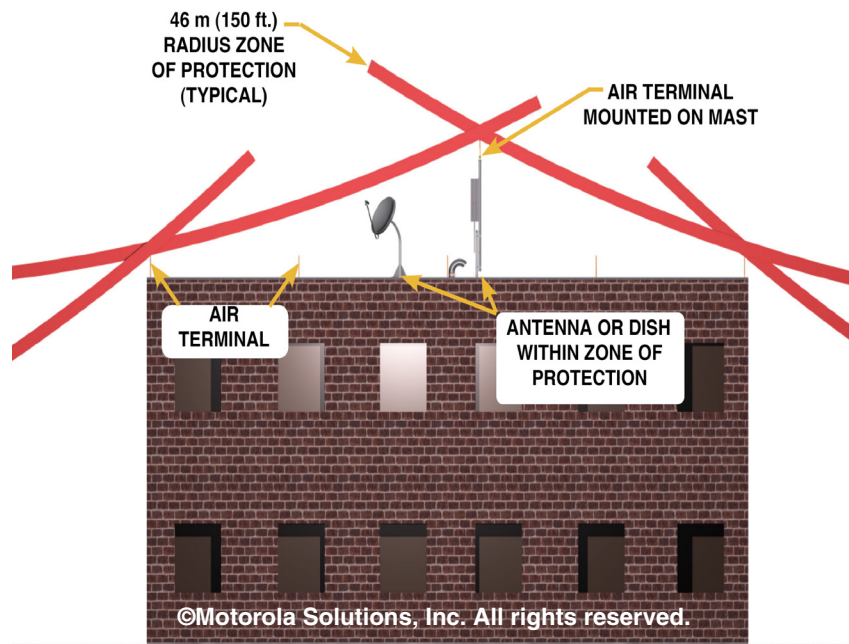 46 m (150 ft.)
RADIUS ZONE
OF PROTECTION
(TYPICAL)
AIR TERMINAL
MOUNTED ON MAST
AIR
TERMINAL
ANTENNA OR DISH
WITHIN ZONE OF
PROTECTION
©Motorola Solutions, Inc. All rights reserved.